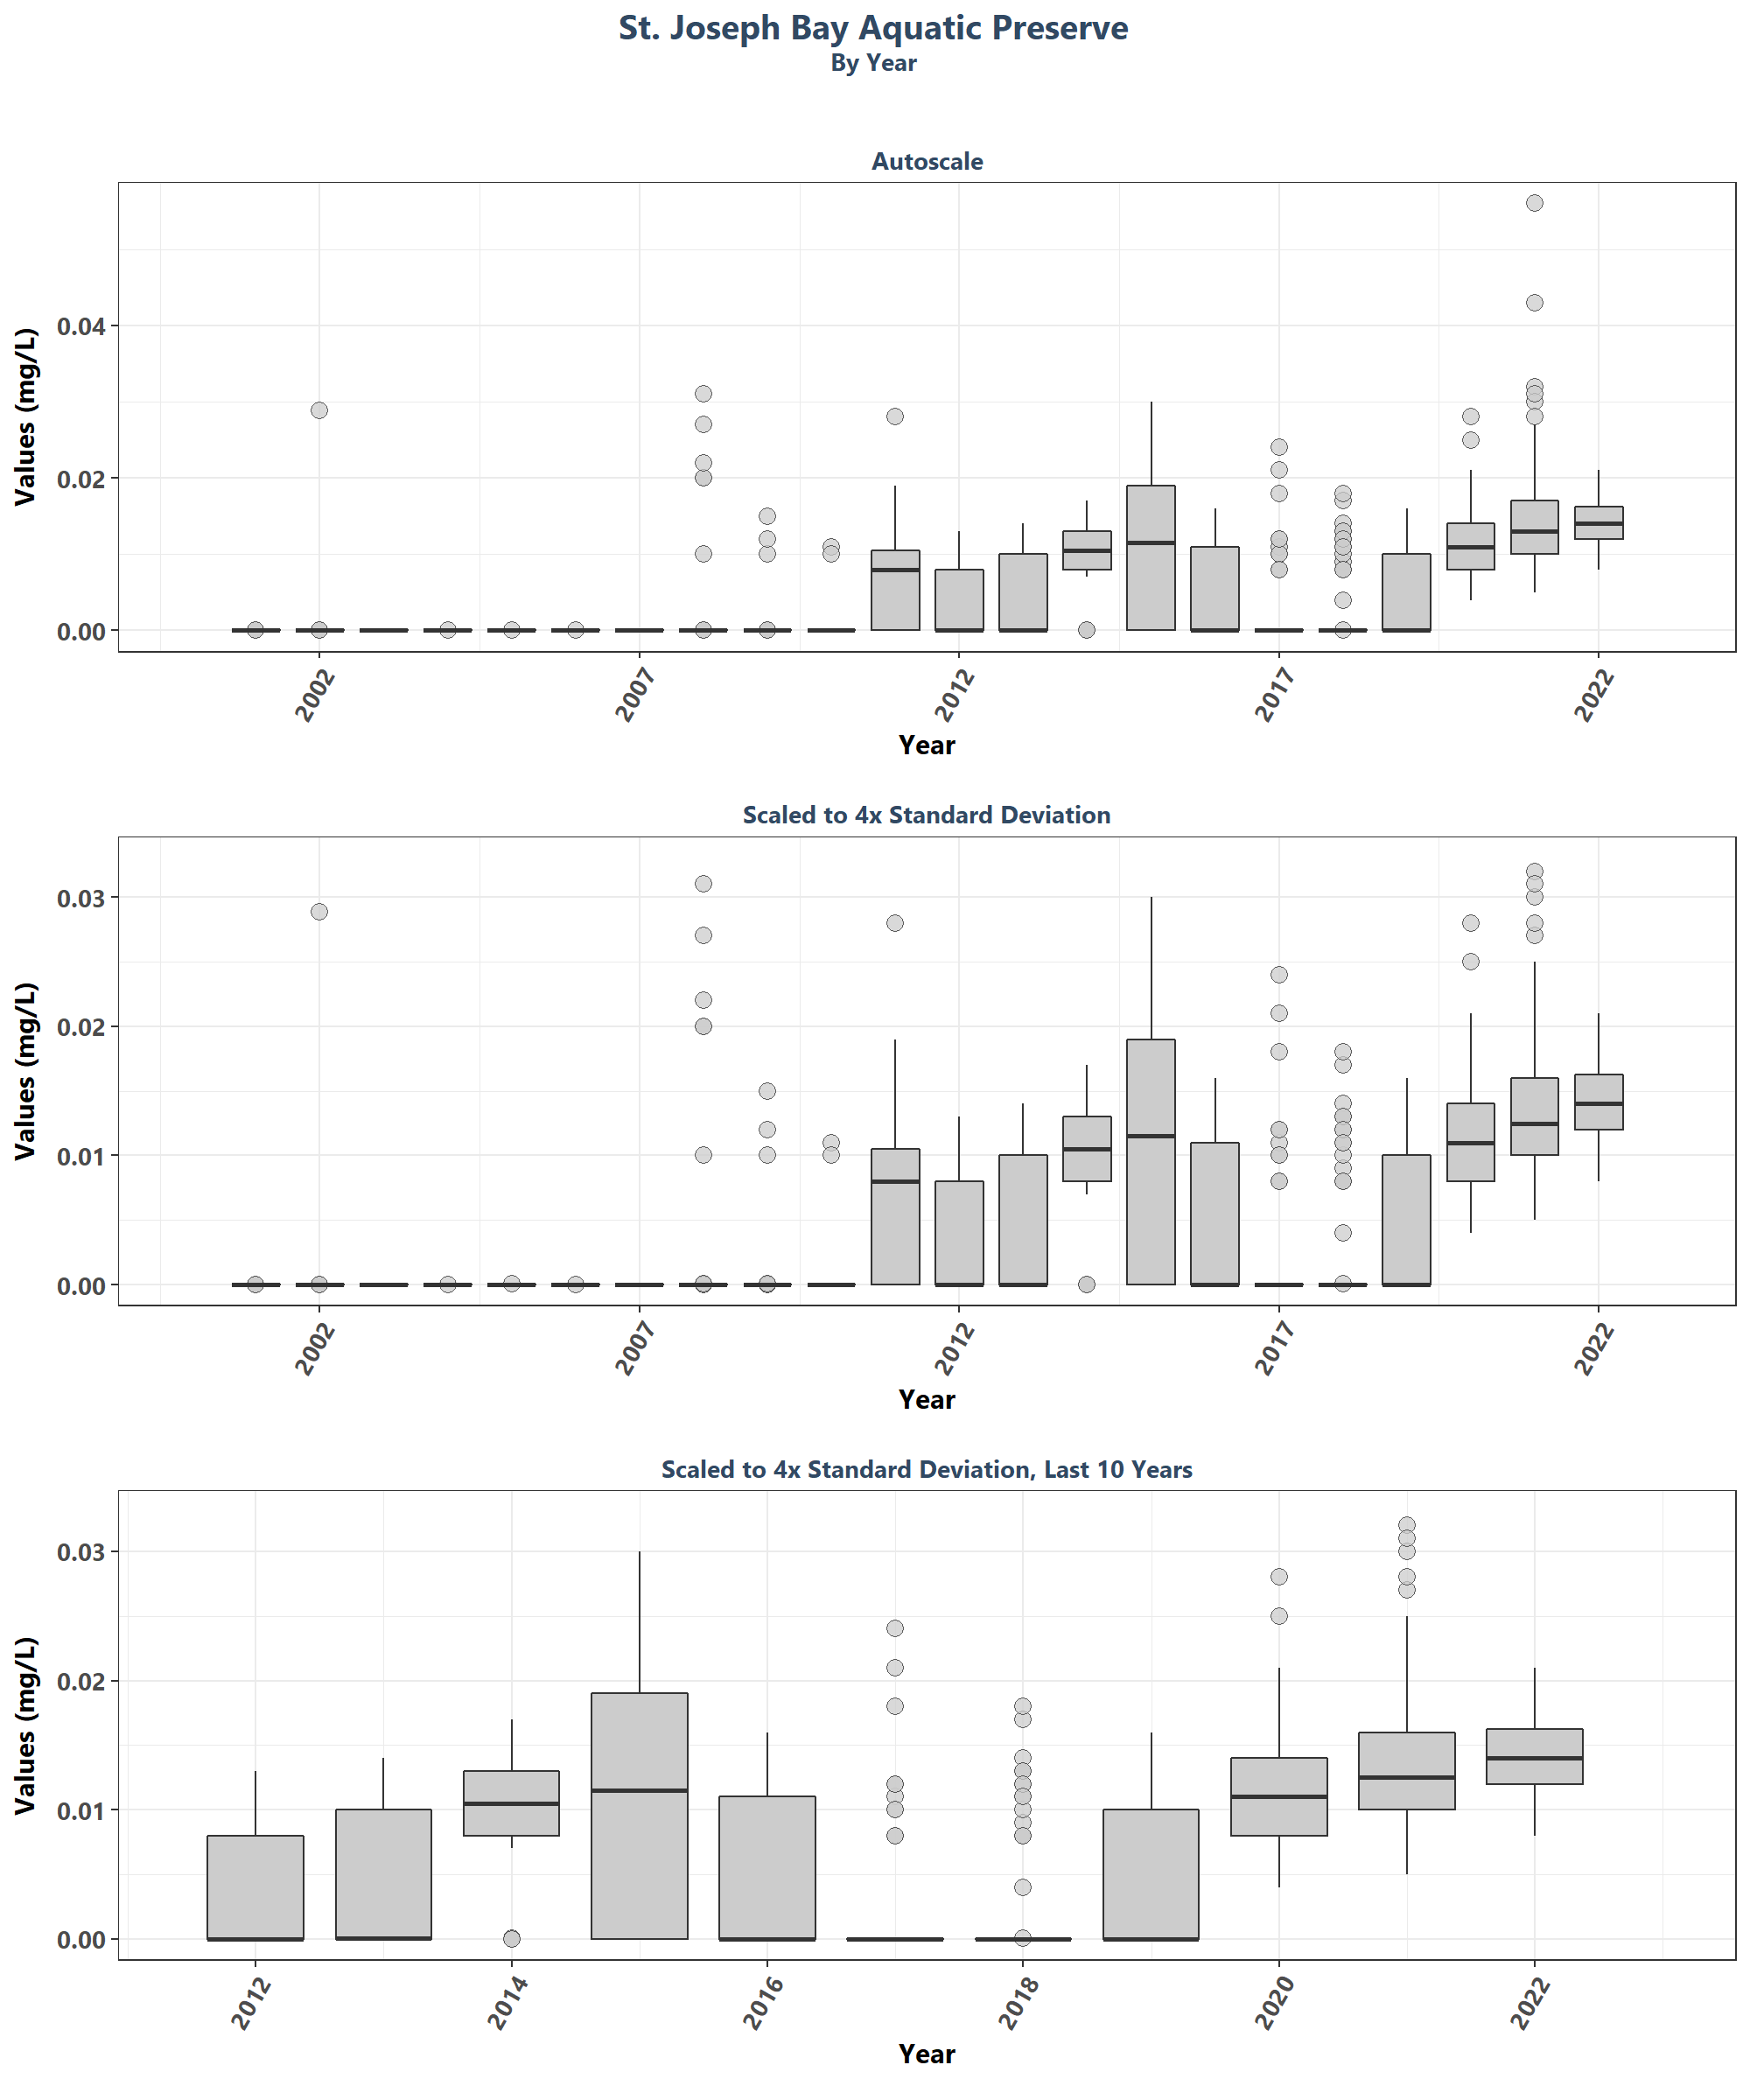 St. Joseph Bay Aquatic Preserve
By Year
Autoscale
Values (mg/L)
0.04
0.02
0.00
2002 2007 2012 2017 2022
Year
Scaled to 4x Standard Deviation
Values (mg/L)
0.03
0.02
0.01
0.00
2002 2007 2012 2017 2022
Year
Scaled to 4x Standard Deviation, Last 10 Years
Values (mg/L)
0.03
0.02
0.01
0.00
2012 2014 2016 2018 2020 2022
Year